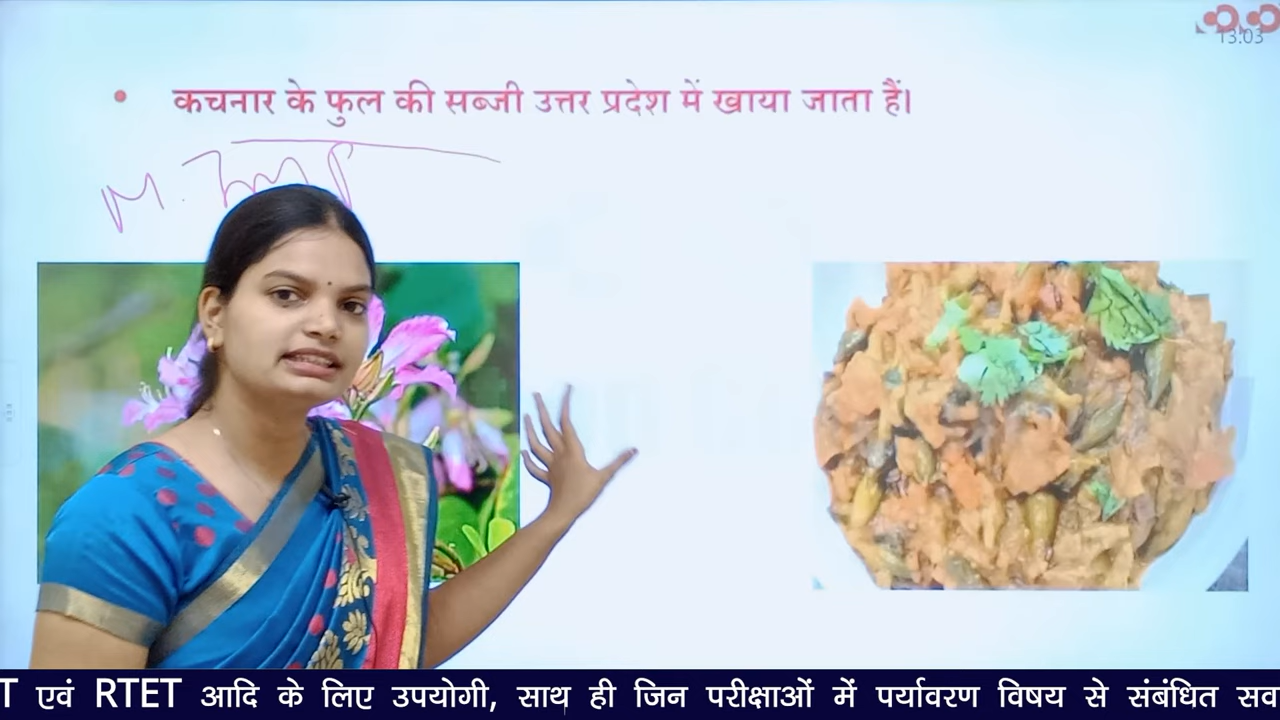 13:03
• कचनार के फुल की सब्जी उत्तर प्रदेश में खाया जाता हैं।
M.
T एवं RTET आदि के लिए उपयोगी, साथ ही जिन परीक्षाओं में पर्यावरण विषय से संबंधित सव